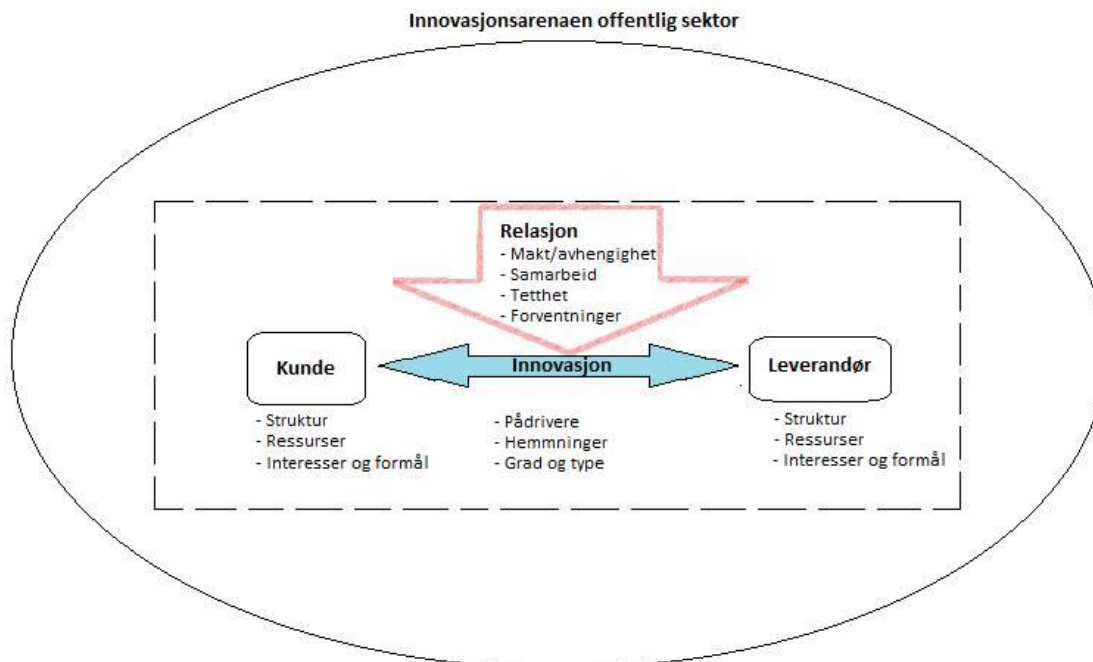 Innovasjonsarenaen offentlig sektor
Relasjon
- Makt/avhengighet
- Samarbeid
- Tetthet
- Forventninger
Kunde
Innovasjon
Leverandør
- Struktur
- Ressurser
- Interesser og formål
- Pådrivere
- Hemmninger
- Grad og type
- Struktur
- Ressurser
- Interesser og formål